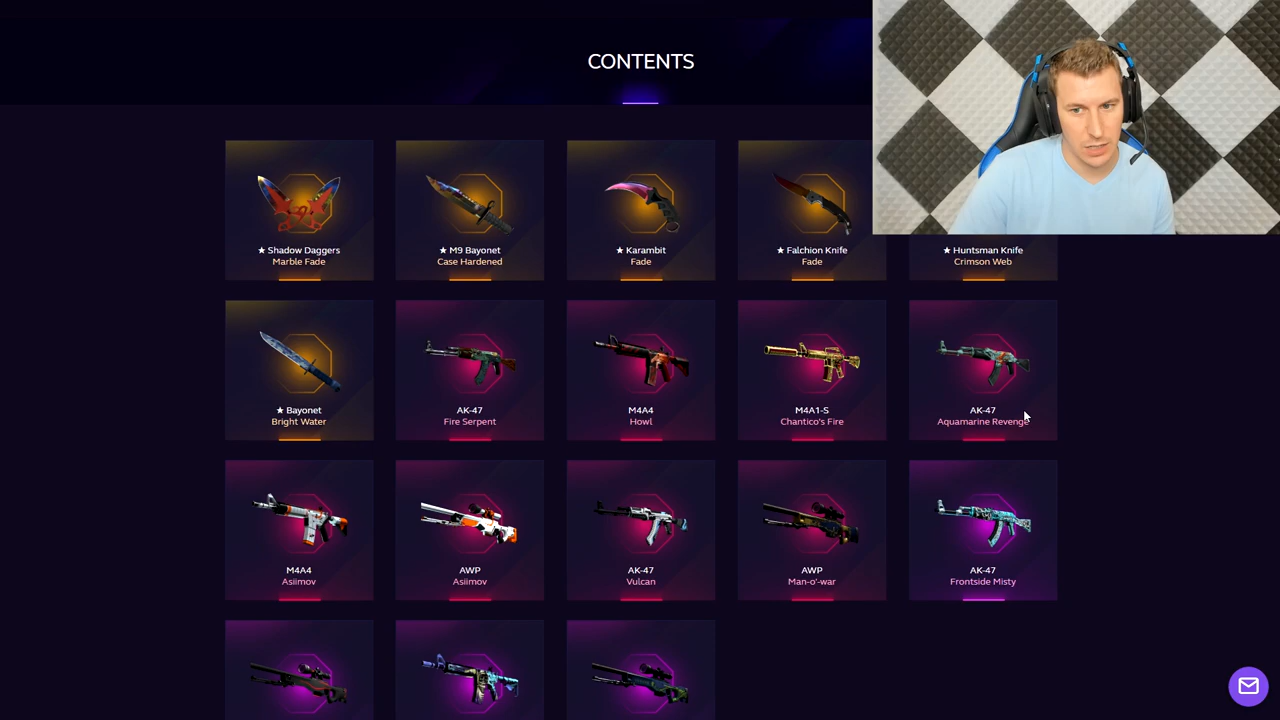 CONTENTS
★ Shadow Daggers
Marble Fade
★ M9 Bayonet
Case Hardened
★ Karambit
Fade
★ Falchion Knife
Fade
★ Huntsman Knife
Crimson Web
★ Bayonet
Bright Water
AK-47
Fire Serpent
M4A4
Howl
M4A1-S
Chantico's Fire
AK-47
Aquamarine Revenge
M4A4
Asiimov
AWP
Asiimov
AK-47
Vulcan
AWP
Man-o'-war
AK-47
Frontside Misty